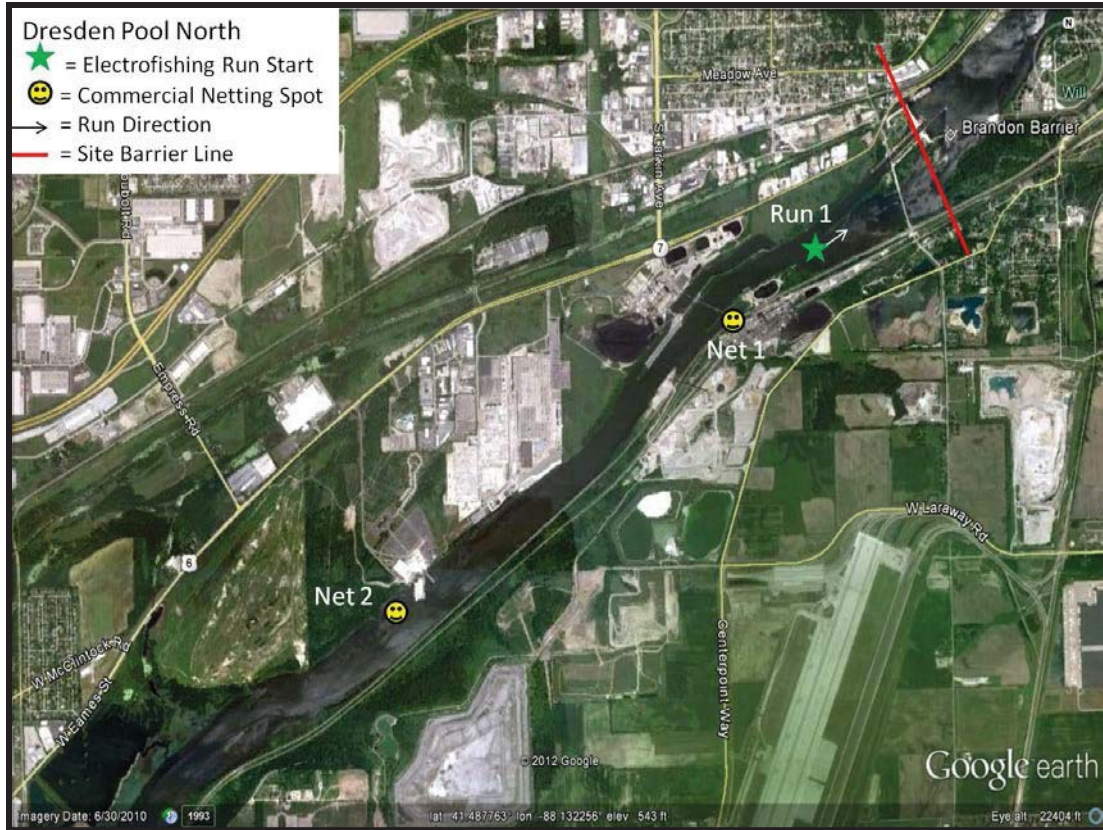 Dresden Pool North
= Electrofishing Run Start
= Commercial Netting Spot
= Run Direction
= Site Barrier Line
N
Meadow Ave
Will
Brandon Barrier
S Larkin Ave
Run 1
7
Net 1
Empress Rd
W Laraway Rd
6
Net 2
Centerpoint Way
W McClintock Rd
W Eames St
© 2012 Google
Google earth
Imagery Date: 6/30/2010
1993
lat 41.487763° lon -88.132256° elev 543 ft
Eye alt 22404 ft